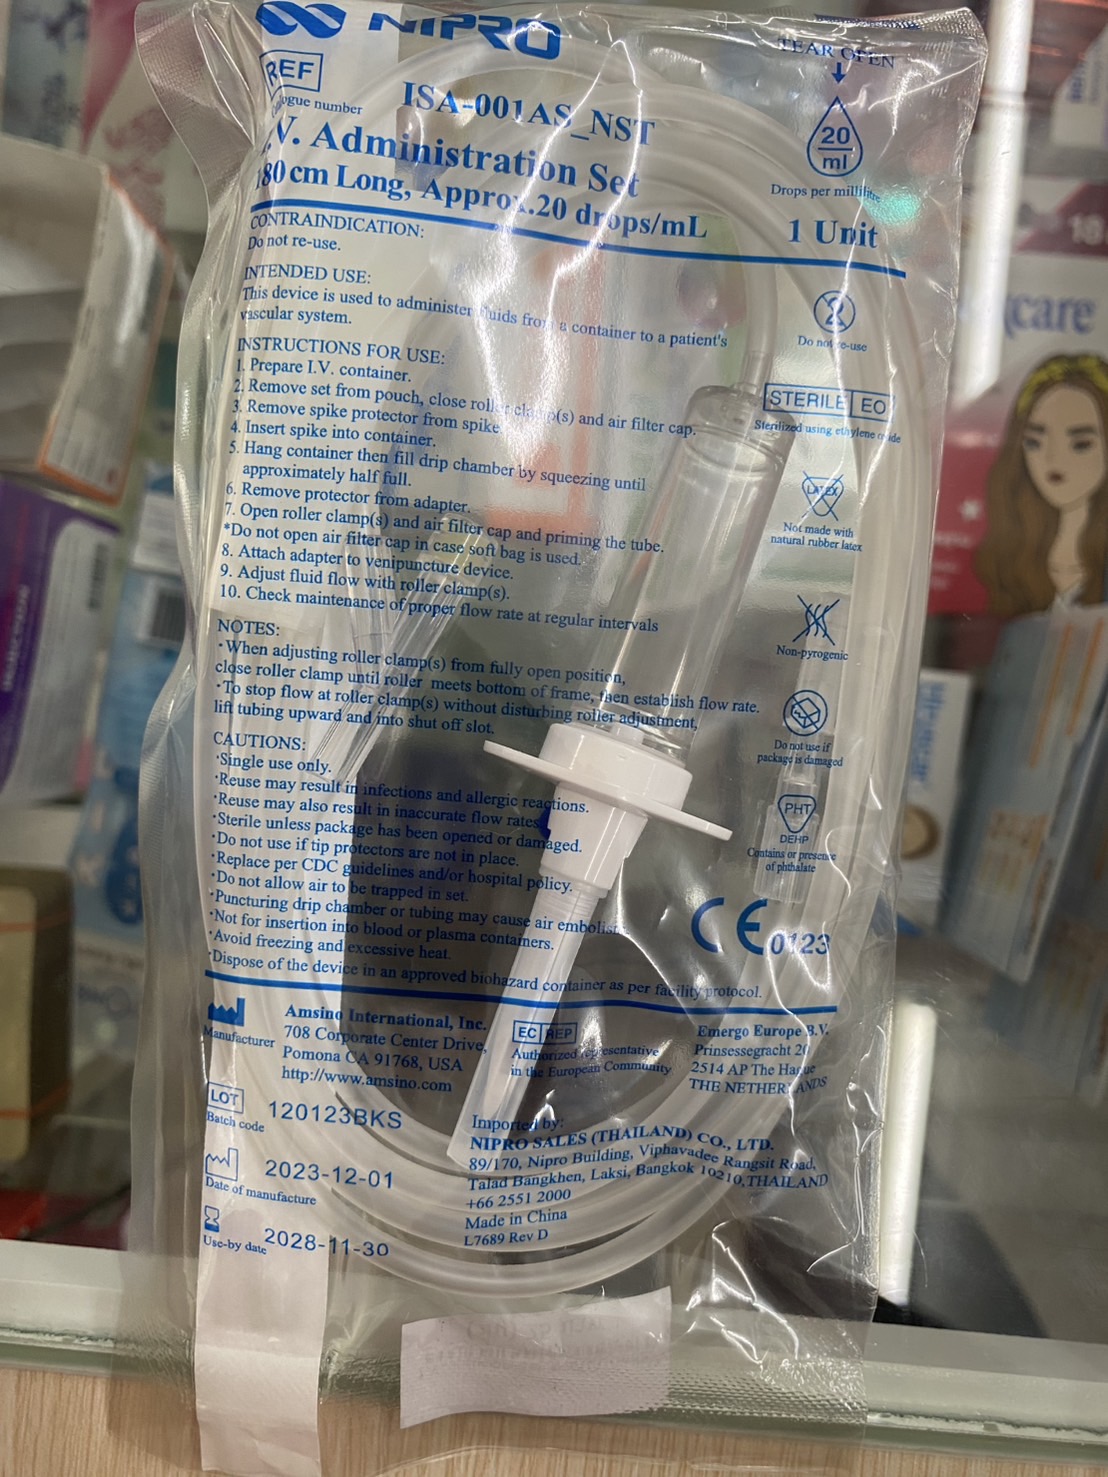 NIPRO
TEAR OPEN
REF
number
ISA-001AS_NST
20
ml
Drops per millilitre
I.V. Administration Set
180 cm Long, Approx.20 drops/mL
1 Unit
CONTRAINDICATION:
Do not re-use.
INTENDED USE:
This device is used to administer fluids from a container to a patient's
vascular system.
2
Do not re-use
INSTRUCTIONS FOR USE:
1. Prepare I.V. container.
2. Remove set from pouch, close roller clamp(s) and air filter cap.
3. Remove spike protector from spike.
4. Insert spike into container.
5. Hang container then fill drip chamber by squeezing until
approximately half full.
6. Remove protector from adapter.
7. Open roller clamp(s) and air filter cap and priming the tube.
*Do not open air filter cap in case soft bag is used.
8. Attach adapter to venipuncture device.
9. Adjust fluid flow with roller clamp(s).
10. Check maintenance of proper flow rate at regular intervals
STERILE EO
Sterilized using ethylene oxide
LATEX
Not made with
natural rubber latex
Non-pyrogenic
NOTES:
·When adjusting roller clamp(s) from fully open position,
close roller clamp until roller meets bottom of frame, then establish flow rate.
·To stop flow at roller clamp(s) without disturbing roller adjustment,
lift tubing upward and into shut off slot.
Do not use if
package is damaged
CAUTIONS:
·Single use only.
·Reuse may result in infections and allergic reactions.
·Reuse may also result in inaccurate flow rates.
·Sterile unless package has been opened or damaged.
·Do not use if tip protectors are not in place.
·Replace per CDC guidelines and/or hospital policy.
·Do not allow air to be trapped in set.
·Puncturing drip chamber or tubing may cause air embolism.
·Not for insertion into blood or plasma containers.
·Avoid freezing and excessive heat.
·Dispose of the device in an approved biohazard container as per facility protocol.
PHT
DEHP
Contains or presence
of phthalate
CE 0123
Manufacturer
Amsino International, Inc.
708 Corporate Center Drive,
Pomona CA 91768, USA
http://www.amsino.com
EC REP
Authorized representative
in the European Community
Emergo Europe B.V.
Prinsessegracht 20
2514 AP The Hague
THE NETHERLANDS
LOT
Batch code
120123BKS
Date of manufacture
2023-12-01
Use-by date
2028-11-30
Imported by:
NIPRO SALES (THAILAND) CO., LTD.
89/170, Nipro Building, Viphavadee Rangsit Road,
Talad Bangkhen, Laksi, Bangkok 10210,THAILAND
+66 2551 2000
Made in China
L7689 Rev D
care
18